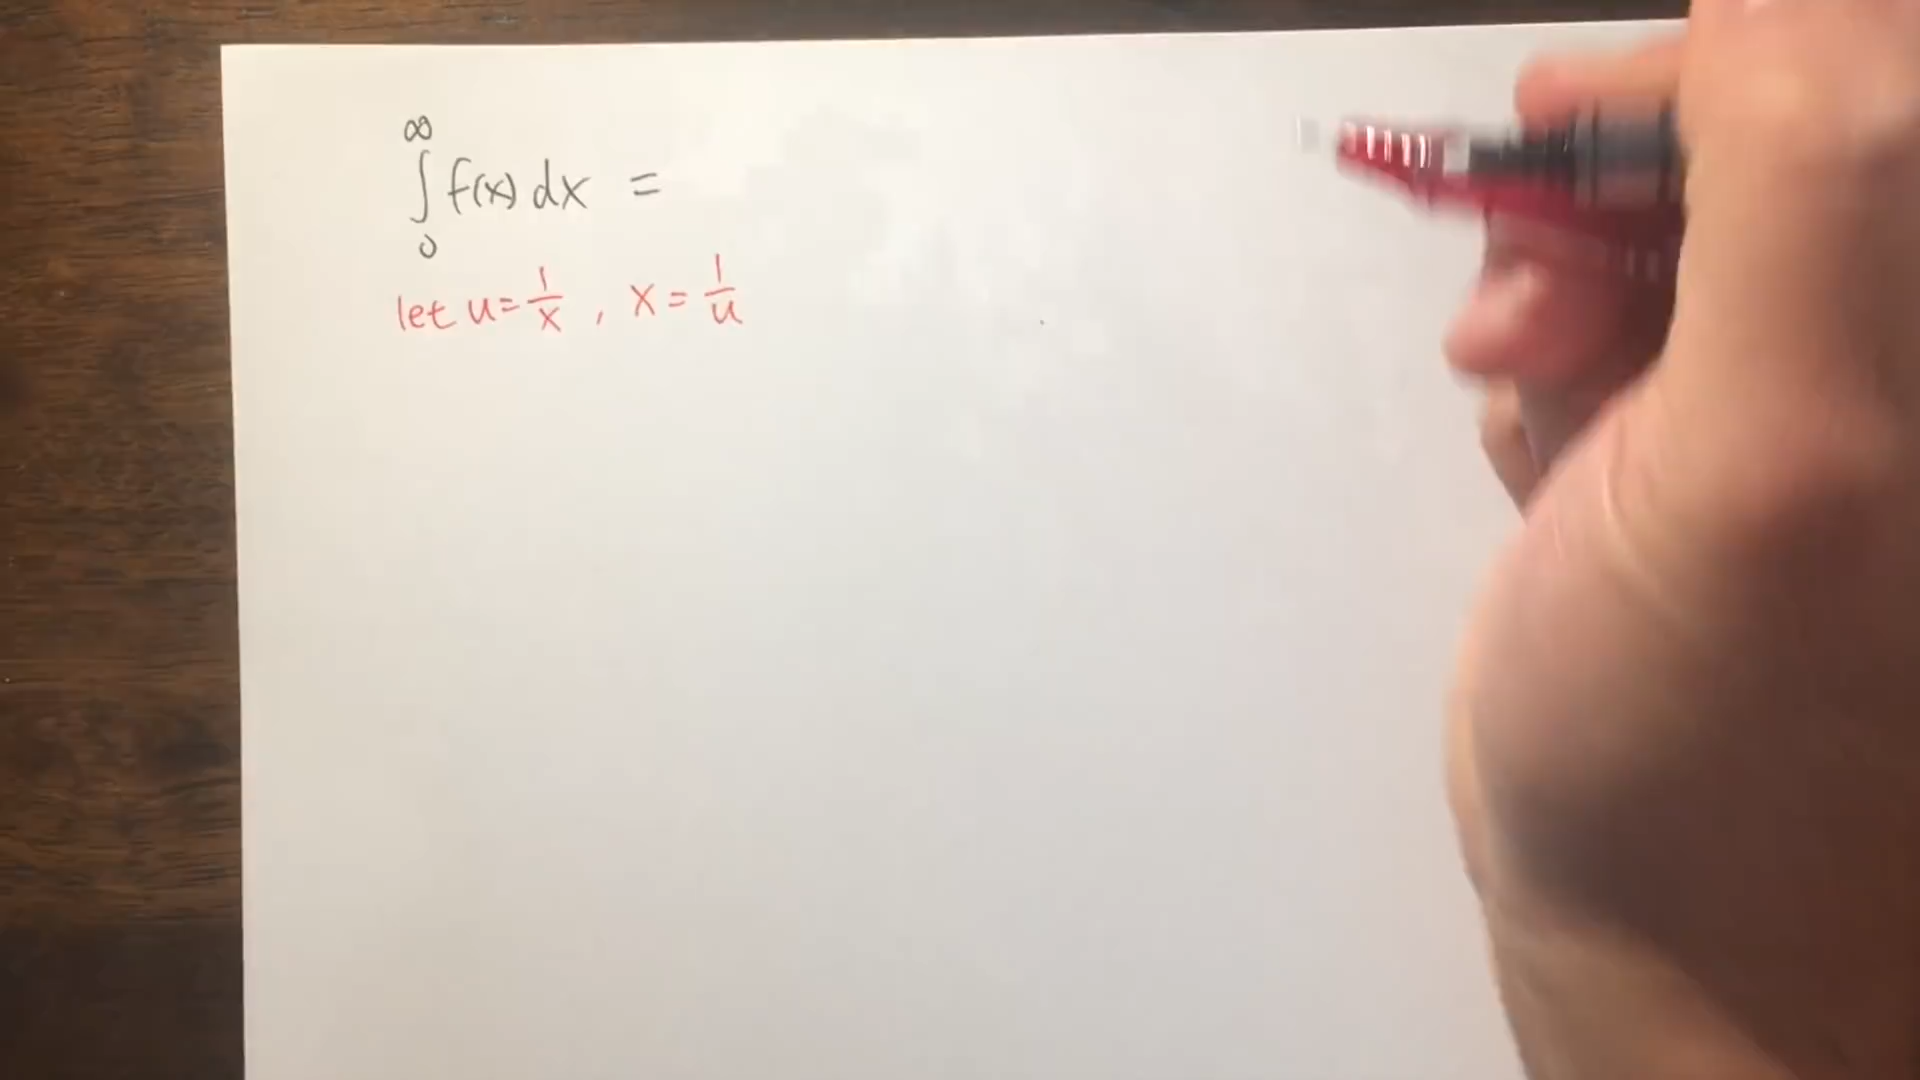 ∫₀^∞ f(x) dx =
let u = 1/x , x = 1/u